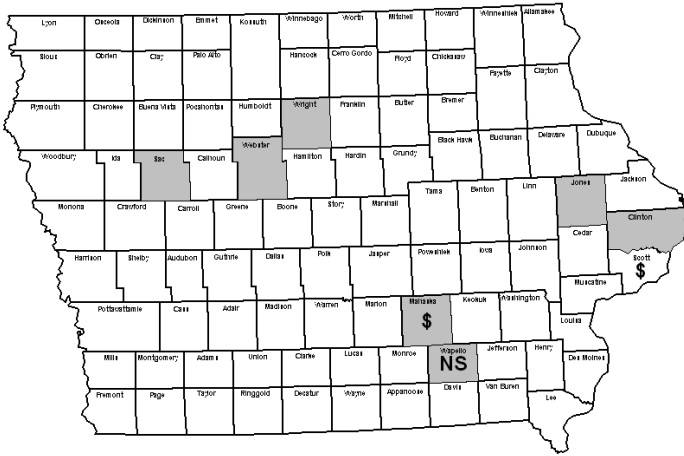 Lyon Osceola Dickinson Emmet Kossuth Winnebago Worth Mitchell Howard Winneshiek Allamakee
Sioux Obrien Clay Palo Alto Hancock Cerro Gordo Floyd Chickasaw
Fayette Clayton
Plymouth Cherokee Buena Vista Pocahontas Humboldt Wright Franklin Butler Bremer
Woodbury Ida Sac Calhoun Webster Hamilton Hardin Grundy Black Hawk Buchanan Delaware Dubuque
Monona Crawford Carroll Greene Boone Story Marshall Tama Benton Linn Jones Jackson
Clinton
Harrison Shelby Audubon Guthrie Dallas Polk Jasper Poweshiek Iowa Johnson Cedar
Scott
$
Muscatine
Pottavattamie Cass Adair Madison Warren Marion Mahaska Keokuk Washington
$
Louisa
Mills Montgomery Adams Union Clarke Lucas Monroe Wapello Jefferson Henry Des Moines
NS
Fremont Page Taylor Ringgold Decatur Wayne Appanoose Davis Van Buren Lee